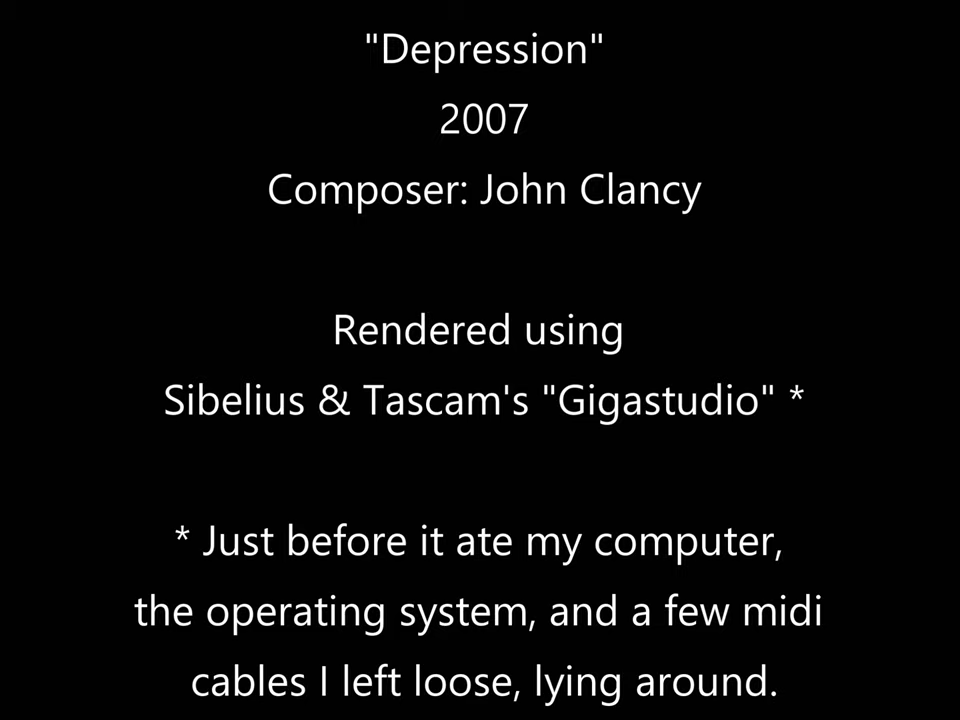 "Depression"
2007
Composer: John Clancy
Rendered using
Sibelius & Tascam's "Gigastudio" *
* Just before it ate my computer,
the operating system, and a few midi
cables I left loose, lying around.